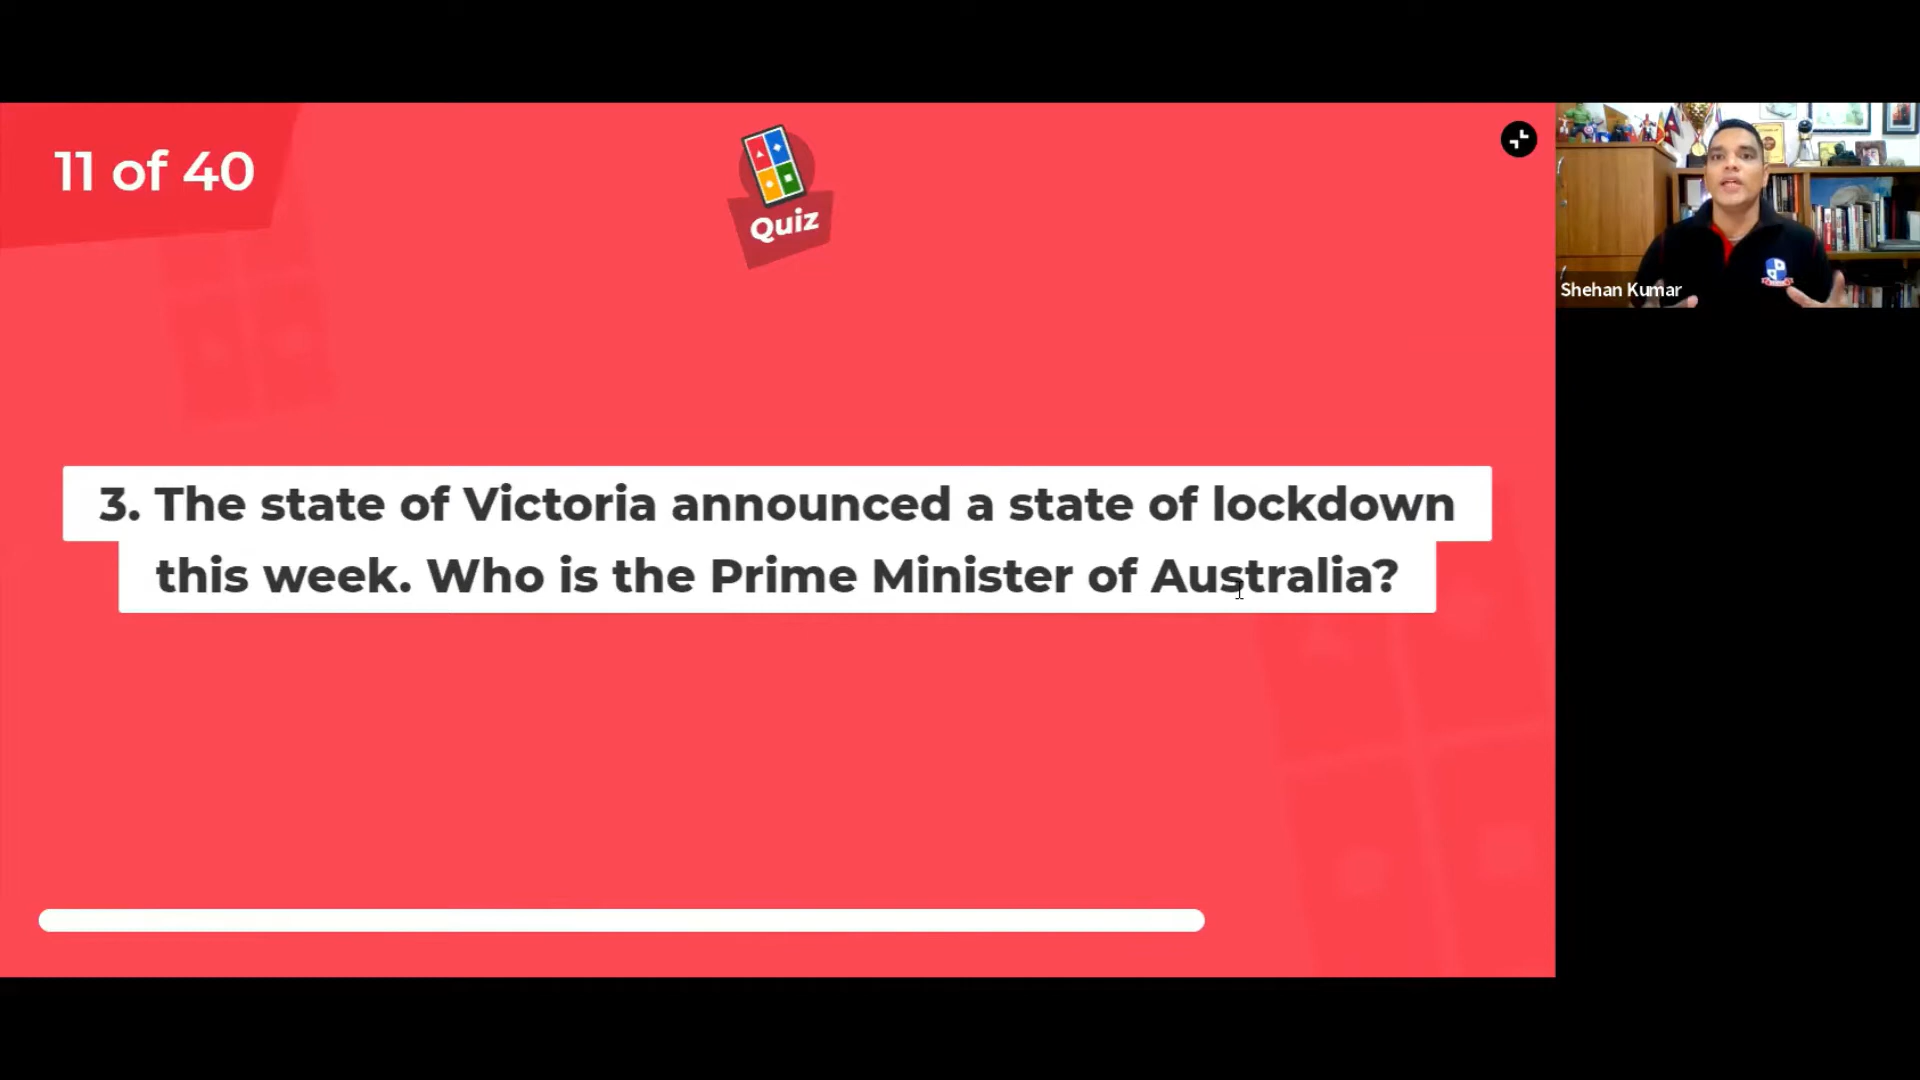 11 of 40
Quiz
3. The state of Victoria announced a state of lockdown
this week. Who is the Prime Minister of Australia?
Shehan Kumar